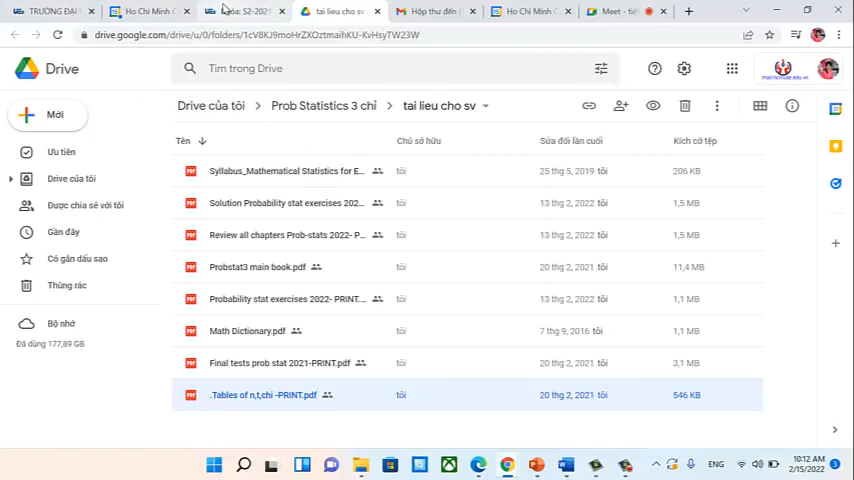 TRƯỜNG ĐẠI H
Ho Chi Minh C
óa: S2-2021
tai lieu cho sv
Hộp thư đến (
Ho Chi Minh C
Meet - tiế
drive.google.com/drive/u/0/folders/1cV8KJ9moHrZXOztmaihKU-KvHsyTW23W
Drive
Tìm trong Drive
Mới
Drive của tôi > Prob Statistics 3 chỉ > tai lieu cho sv
Tên Chủ sở hữu Sửa đổi lần cuối Kích cỡ tệp
Ưu tiên
Drive của tôi
Được chia sẻ với tôi
Gần đây
Có gắn dấu sao
Thùng rác
Bộ nhớ
Đã dùng 177,89 GB
Syllabus_Mathematical Statistics for E... tôi 25 thg 5, 2019 tôi 206 KB
Solution Probability stat exercises 202... tôi 13 thg 2, 2022 tôi 1,5 MB
Review all chapters Prob-stats 2022- P... tôi 13 thg 2, 2022 tôi 1,5 MB
Probstat3 main book.pdf tôi 20 thg 2, 2021 tôi 11,4 MB
Probability stat exercises 2022- PRINT.... tôi 13 thg 2, 2022 tôi 1,1 MB
Math Dictionary.pdf tôi 7 thg 9, 2016 tôi 1,1 MB
Final tests prob stat 2021-PRINT.pdf tôi 20 thg 2, 2021 tôi 3,1 MB
.Tables of n,t,chi -PRINT.pdf tôi 20 thg 2, 2021 tôi 546 KB
ENG
10:12 AM
2/15/2022